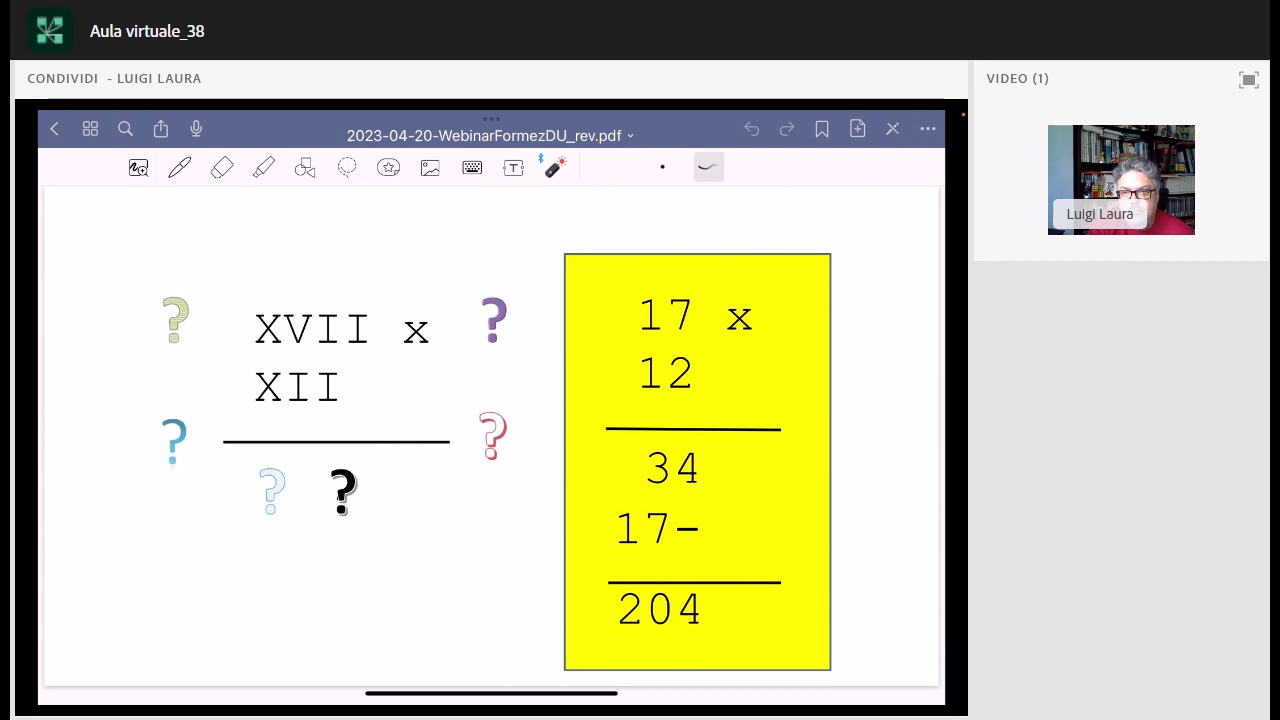 Aula virtuale_38
CONDIVIDI - LUIGI LAURA
VIDEO (1)
2023-04-20-WebinarFormezDU_rev.pdf
T
Luigi Laura
? XVII x ?
XII
? ?
? ?
17 x
12
34
17-
204